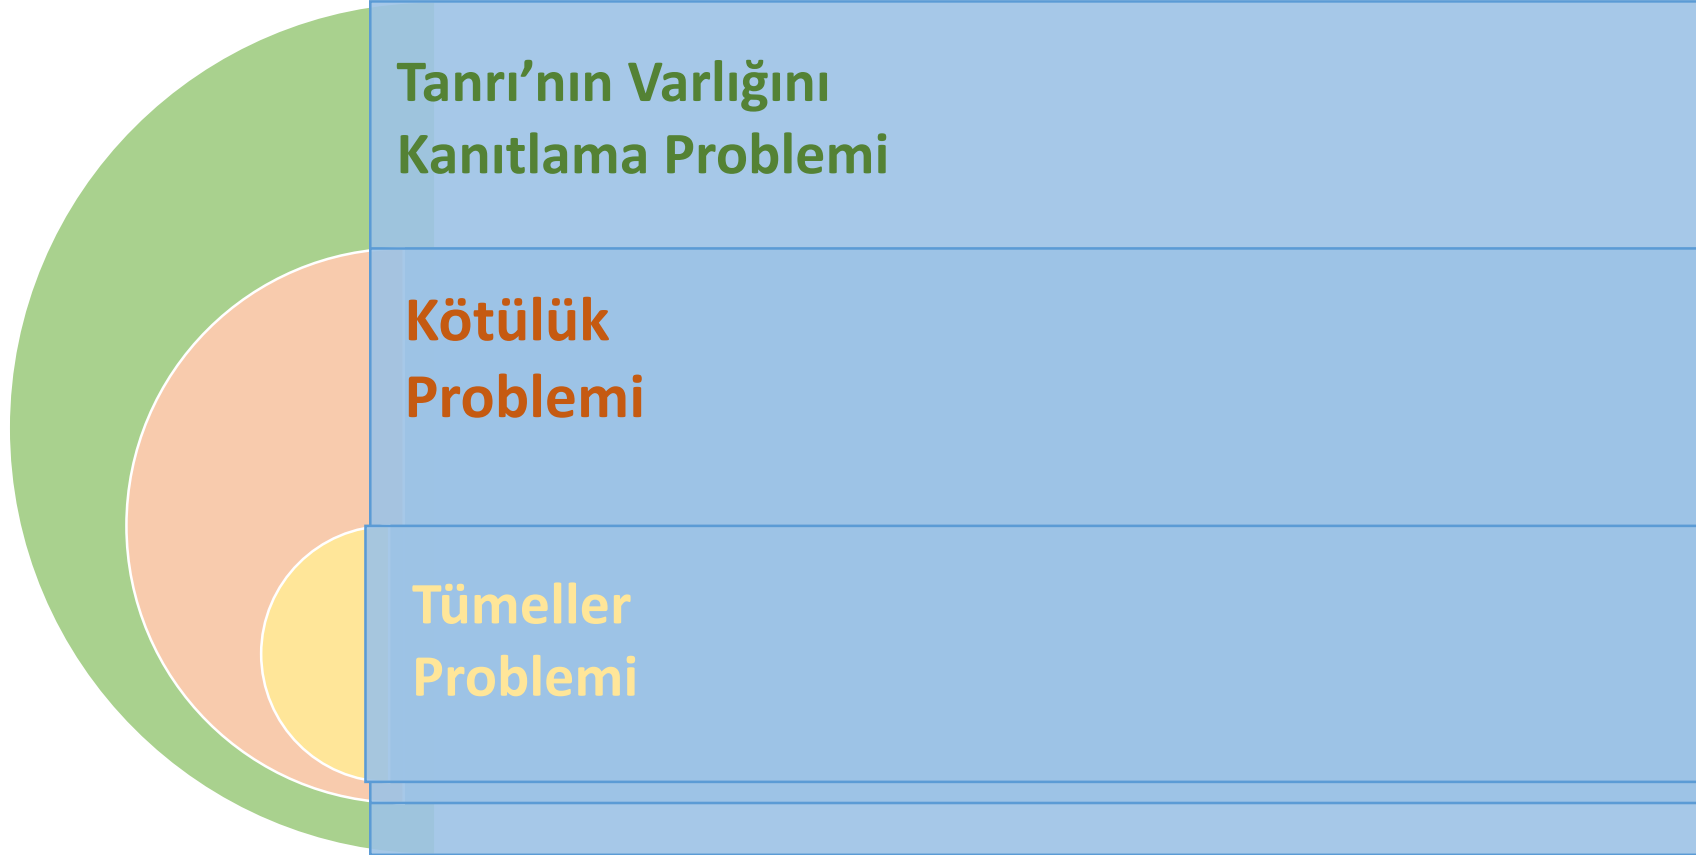 Tanrı’nın Varlığını
Kanıtlama Problemi
Kötülük
Problemi
Tümeller
Problemi